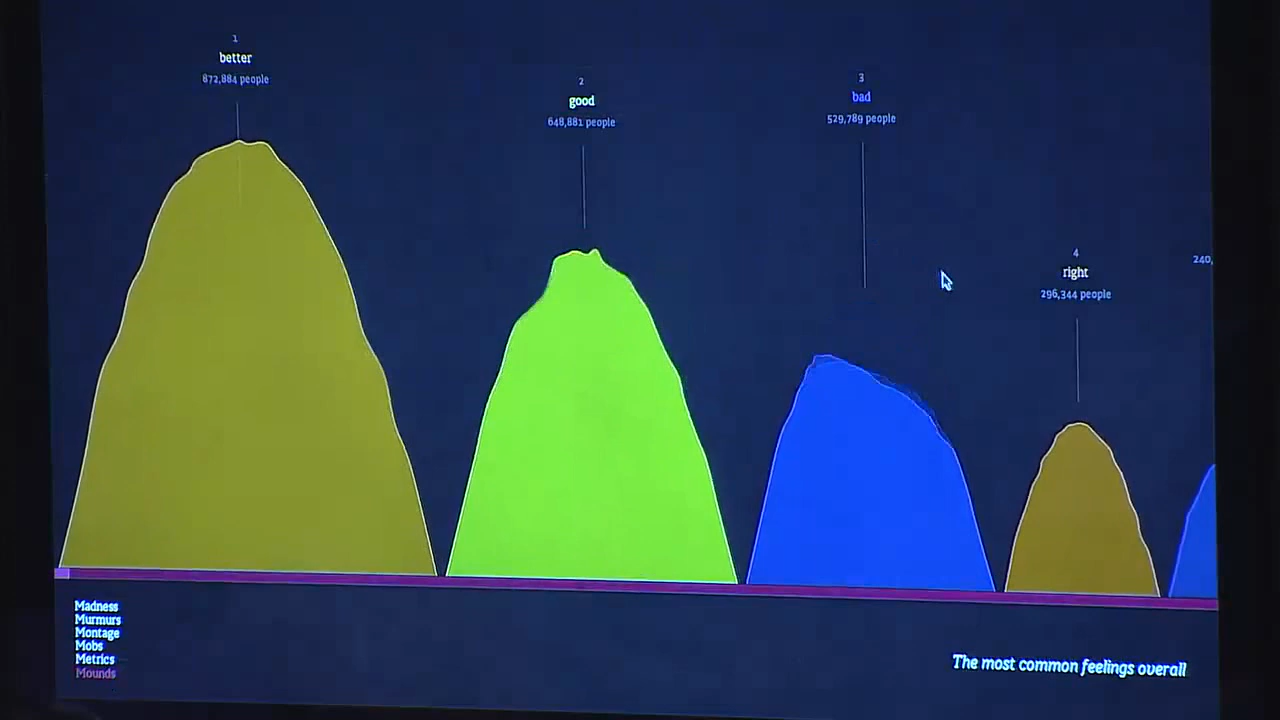 1
better
872,884 people
2
good
648,881 people
3
bad
529,789 people
4
right
296,344 people
240,
Madness
Murmurs
Montage
Mobs
Metrics
Mounds
The most common feelings overall